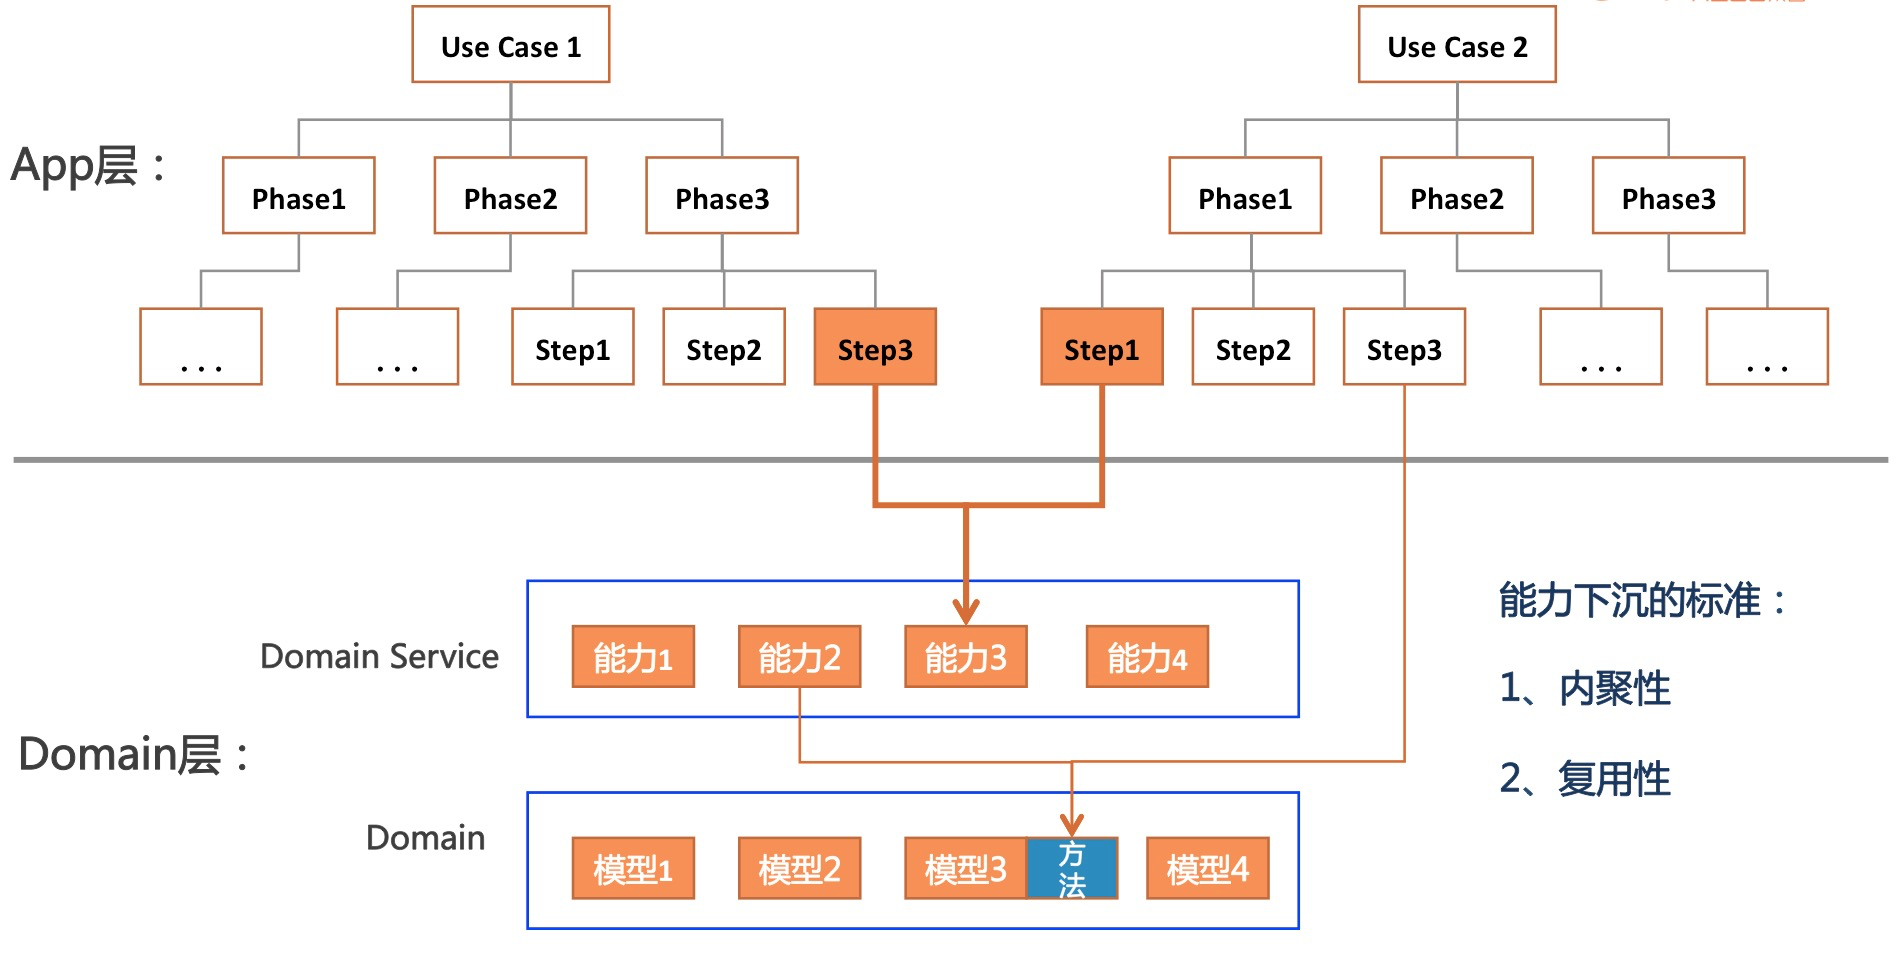 Use Case 1
Use Case 2
App层：
Phase1
Phase2
Phase3
Phase1
Phase2
Phase3
...
...
Step1
Step2
Step3
Step1
Step2
Step3
...
...
能力下沉的标准：
1、内聚性
2、复用性
Domain Service
能力1
能力2
能力3
能力4
Domain层：
Domain
模型1
模型2
模型3
方
法
模型4